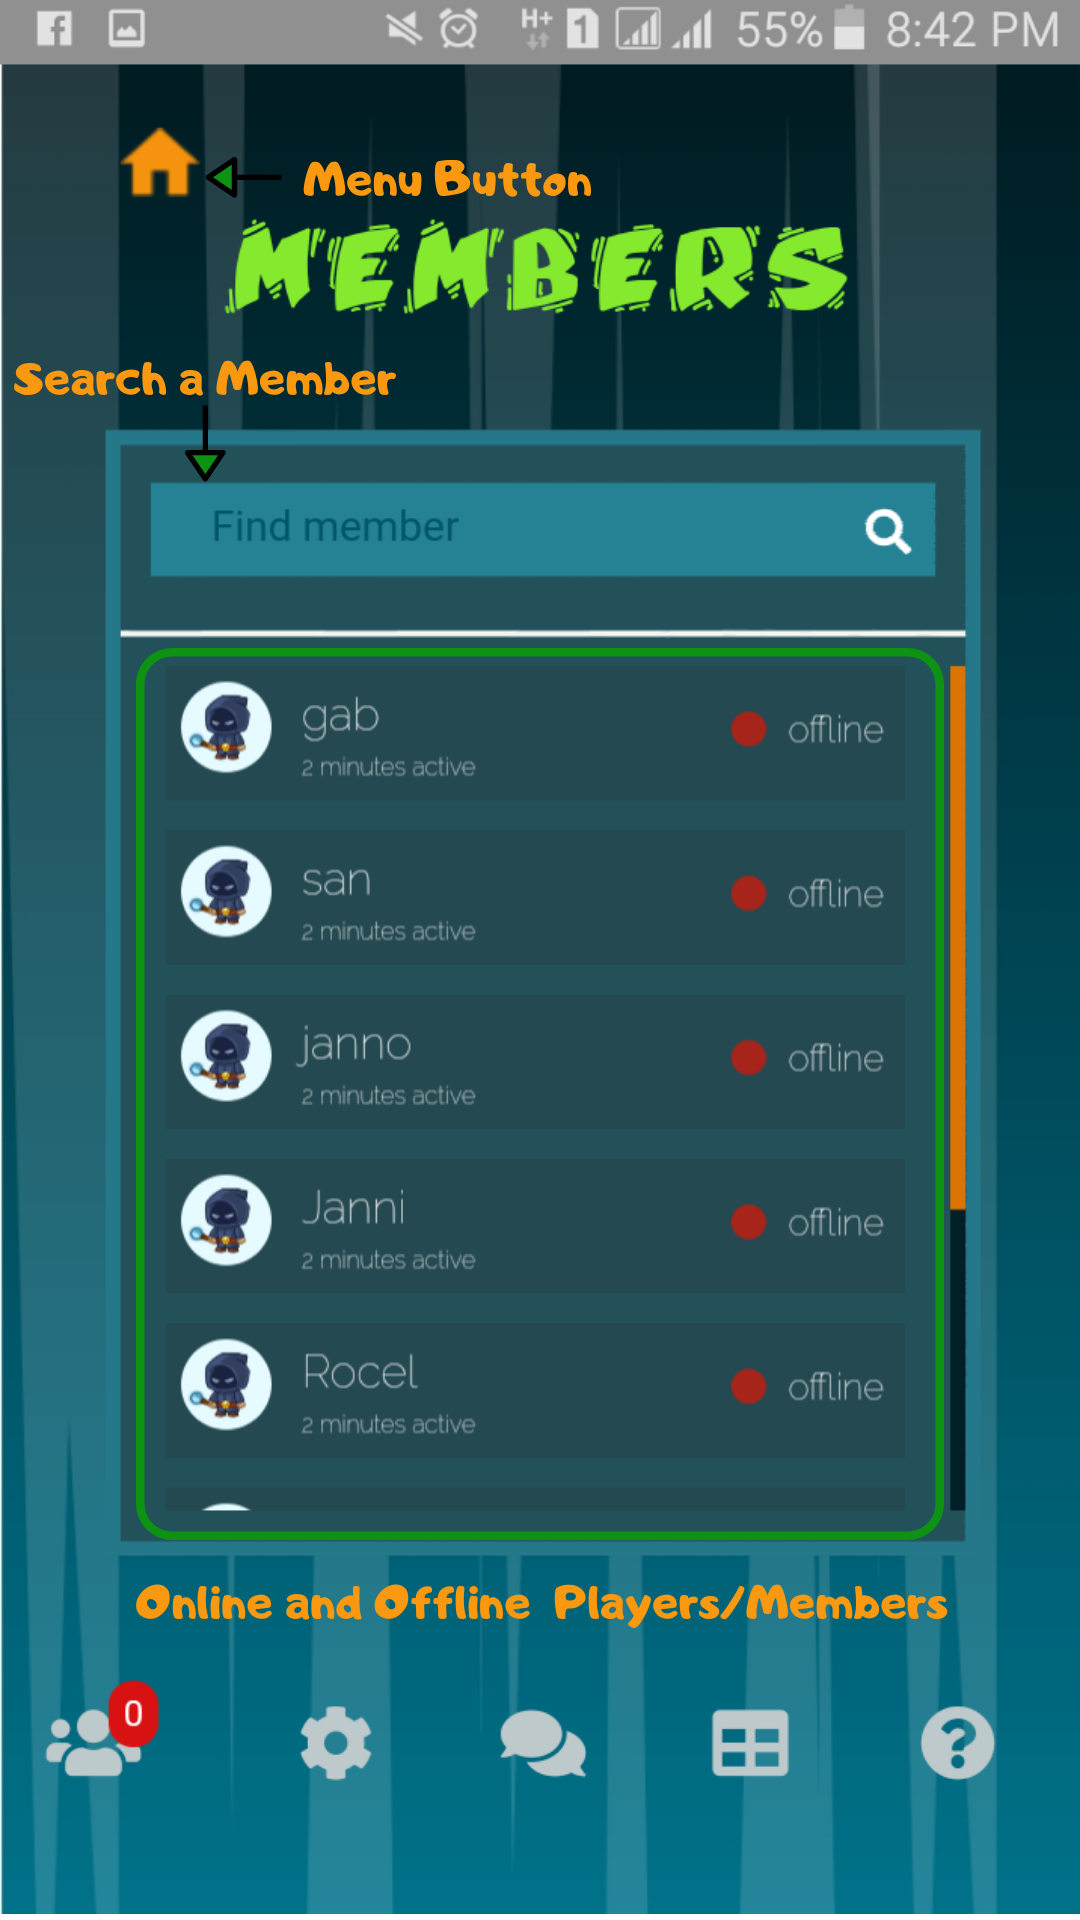 H+ 1 55% 8:42 PM
Menu Button
MEMBERS
Search a Member
Find member
gab
offline
2 minutes active
san
offline
2 minutes active
janno
offline
2 minutes active
Janni
offline
2 minutes active
Rocel
offline
2 minutes active
Online and Offline Players/Members
0